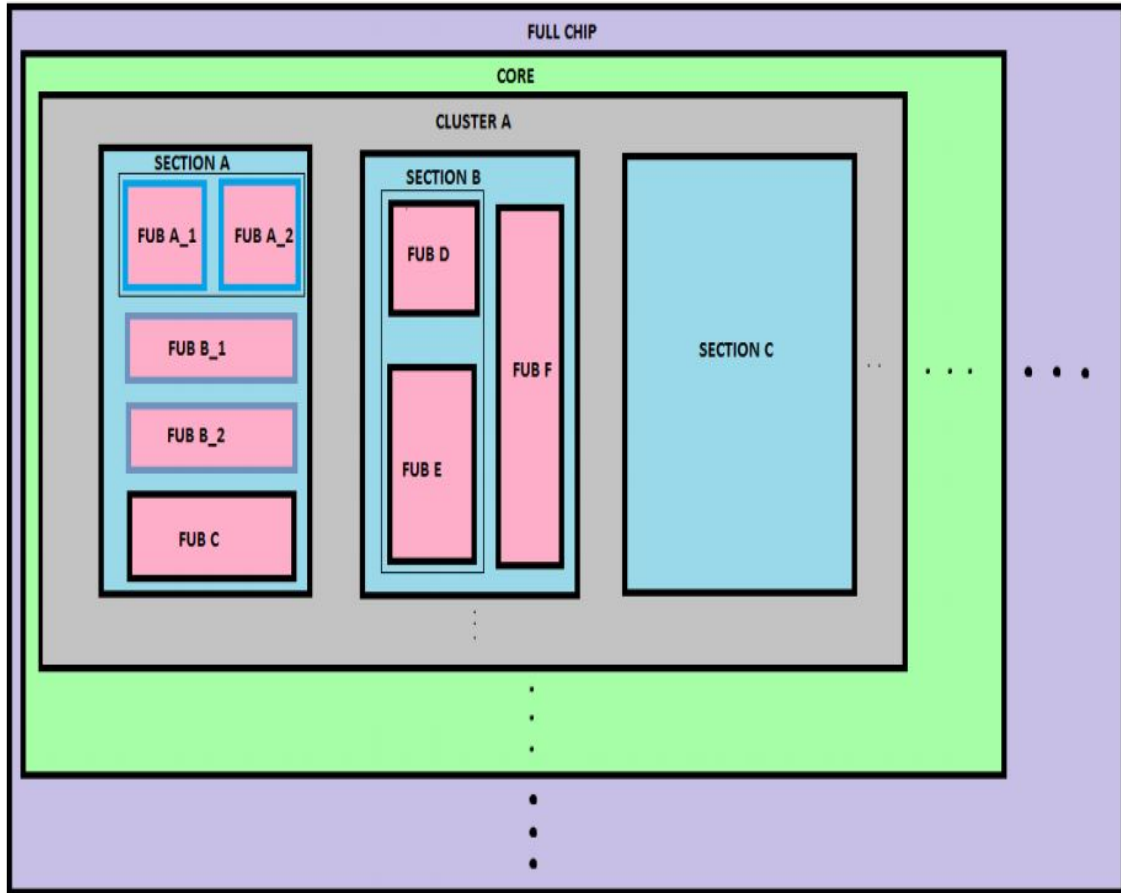 FULL CHIP
CORE
CLUSTER A
SECTION A
FUB A_1
FUB A_2
FUB B_1
FUB B_2
FUB C
SECTION B
FUB D
FUB E
FUB F
SECTION C